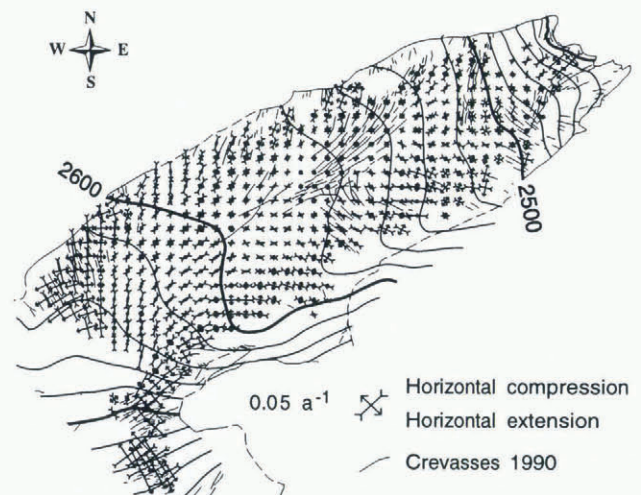 N
W E
S
2600
2500
0.05 a-1
Horizontal compression
Horizontal extension
Crevasses 1990